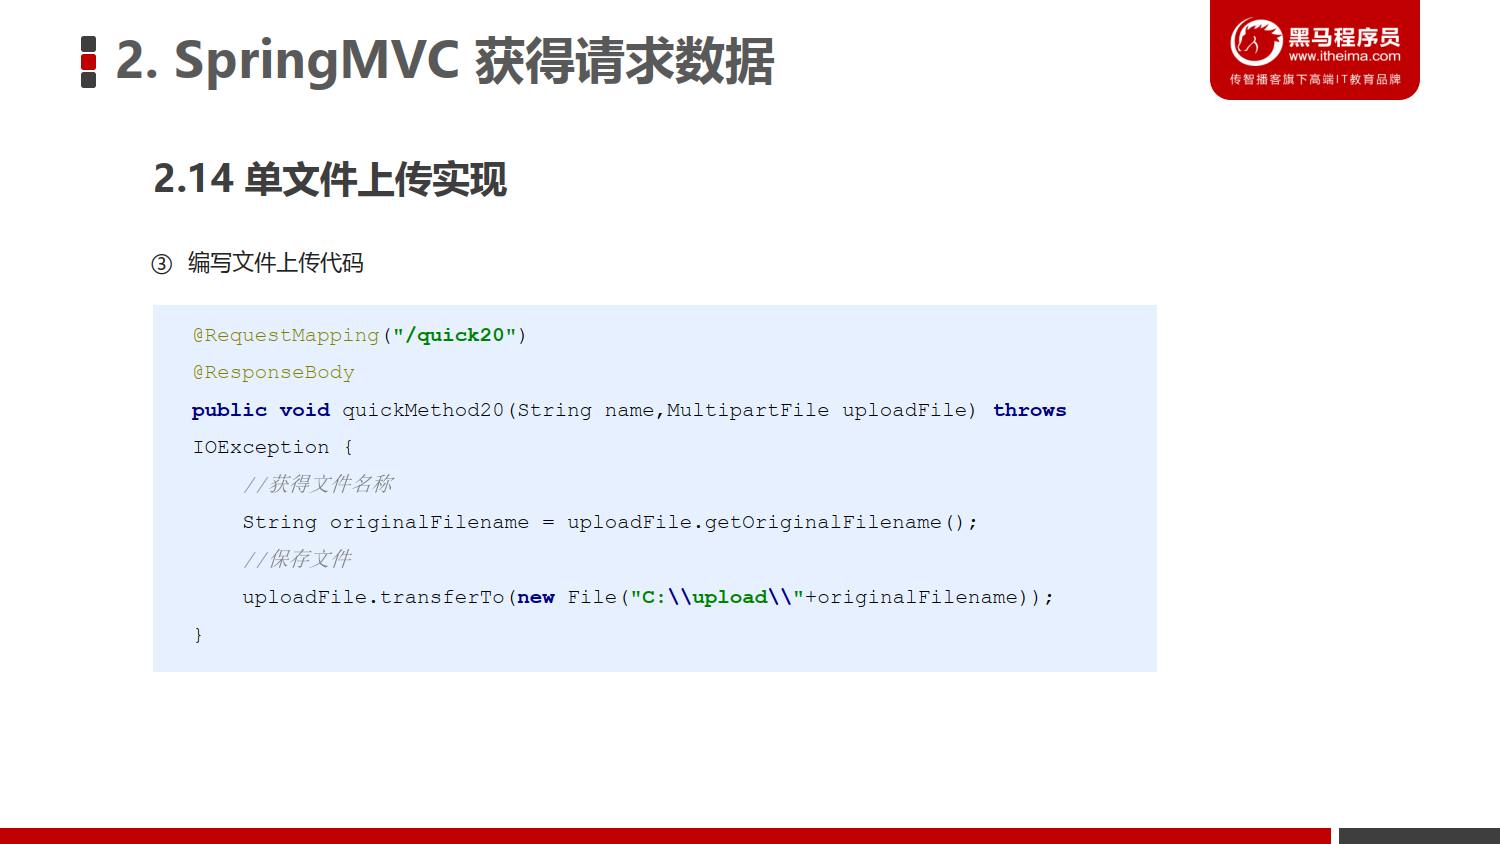 2. SpringMVC 获得请求数据
黑马程序员
www.itheima.com
传智播客旗下高端IT教育品牌
2.14 单文件上传实现
③ 编写文件上传代码
@RequestMapping("/quick20")
@ResponseBody
public void quickMethod20(String name,MultipartFile uploadFile) throws
IOException {
//获得文件名称
String originalFilename = uploadFile.getOriginalFilename();
//保存文件
uploadFile.transferTo(new File("C:\\upload\\"+originalFilename));
}